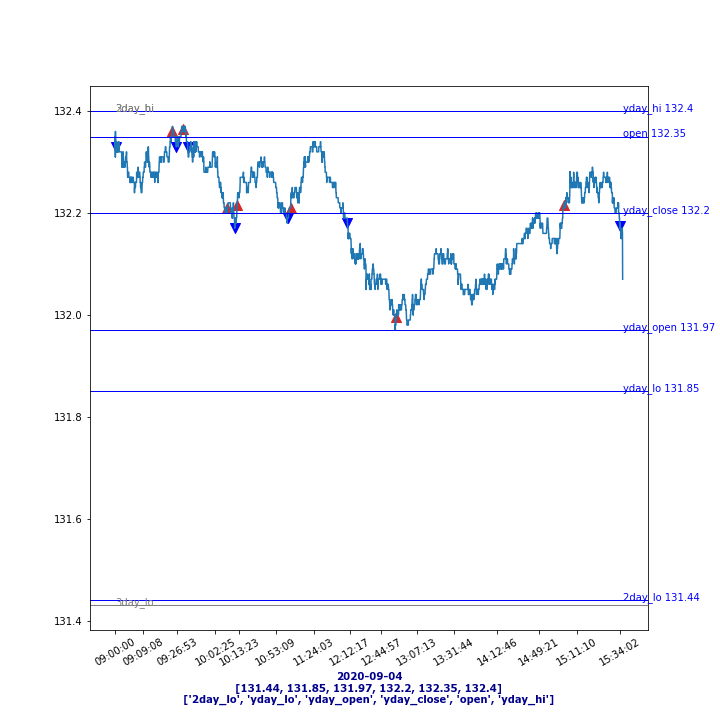 132.4
132.2
132.0
131.8
131.6
131.4
3day_hi
3day_lo
yday_hi 132.4
open 132.35
yday_close 132.2
yday_open 131.97
yday_lo 131.85
2day_lo 131.44
09:00:00
09:09:08
09:26:53
10:02:25
10:13:23
10:53:09
11:24:03
12:12:17
12:44:57
13:07:13
13:31:44
14:12:46
14:49:21
15:11:10
15:34:02
2020-09-04
[131.44, 131.85, 131.97, 132.2, 132.35, 132.4]
['2day_lo', 'yday_lo', 'yday_open', 'yday_close', 'open', 'yday_hi']